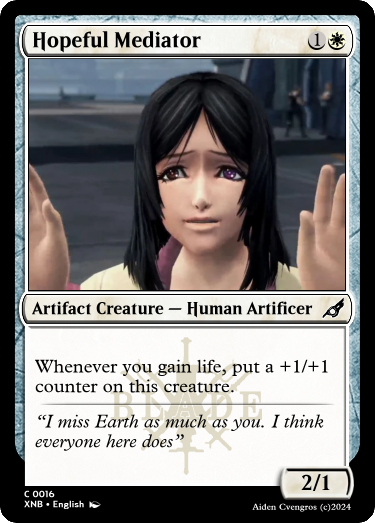 Hopeful Mediator
1
Artifact Creature — Human Artificer
Whenever you gain life, put a +1/+1
counter on this creature.
BLADE
"I miss Earth as much as you. I think
everyone here does"
2/1
C 0016
XNB • English
Aiden Cvengros (c)2024